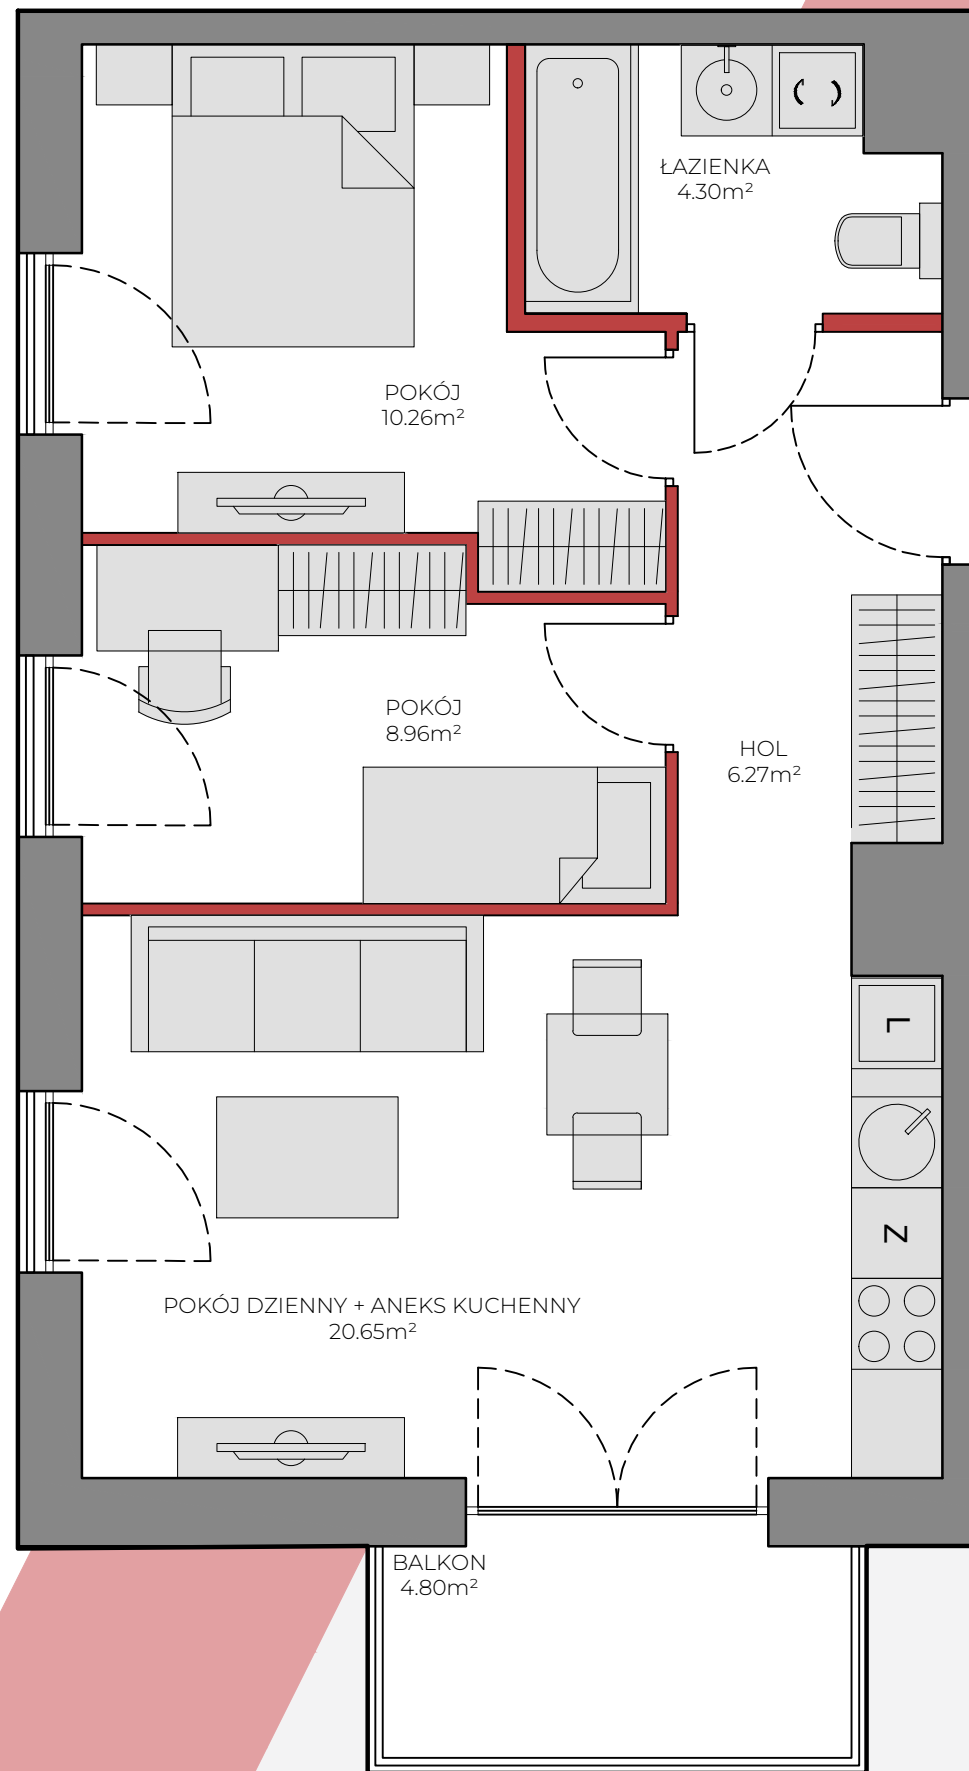 ŁAZIENKA
4.30m²
POKÓJ
10.26m²
POKÓJ
8.96m²
HOL
6.27m²
L
Z
POKÓJ DZIENNY + ANEKS KUCHENNY
20.65m²
BALKON
4.80m²